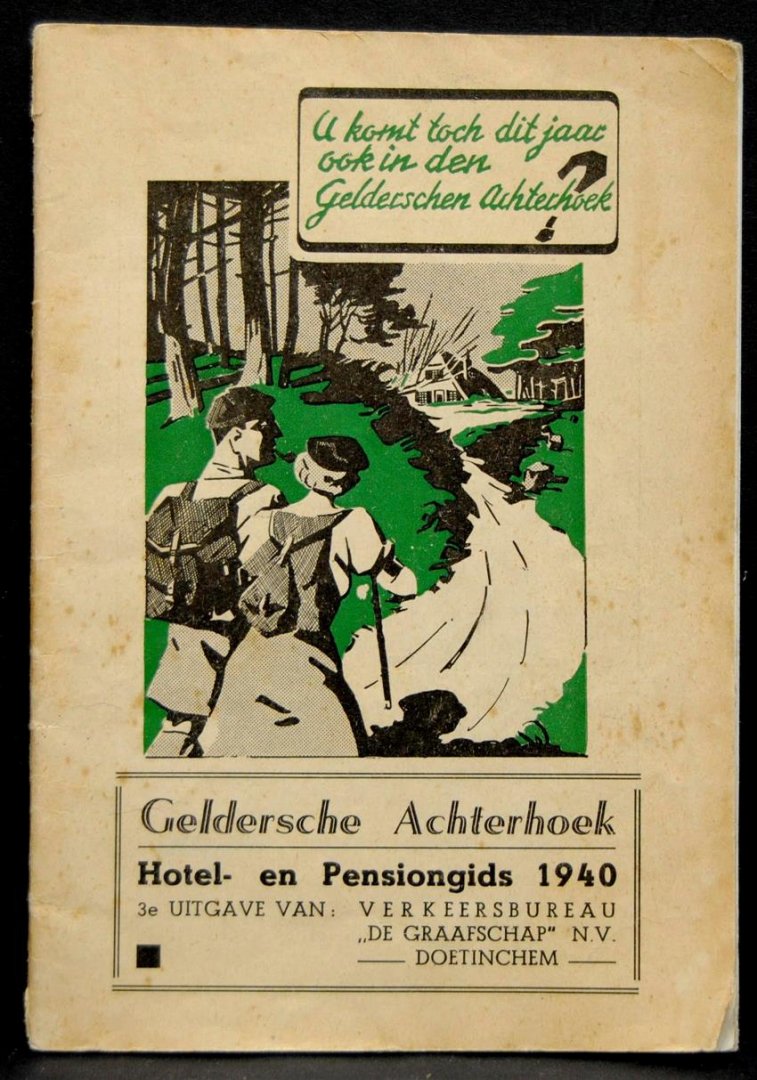 U komt toch dit jaar
ook in den
Gelderschen Achterhoek ?
Geldersche Achterhoek
Hotel- en Pensiongids 1940
3e UITGAVE VAN: VERKEERSBUREAU
„DE GRAAFSCHAP" N.V.
DOETINCHEM